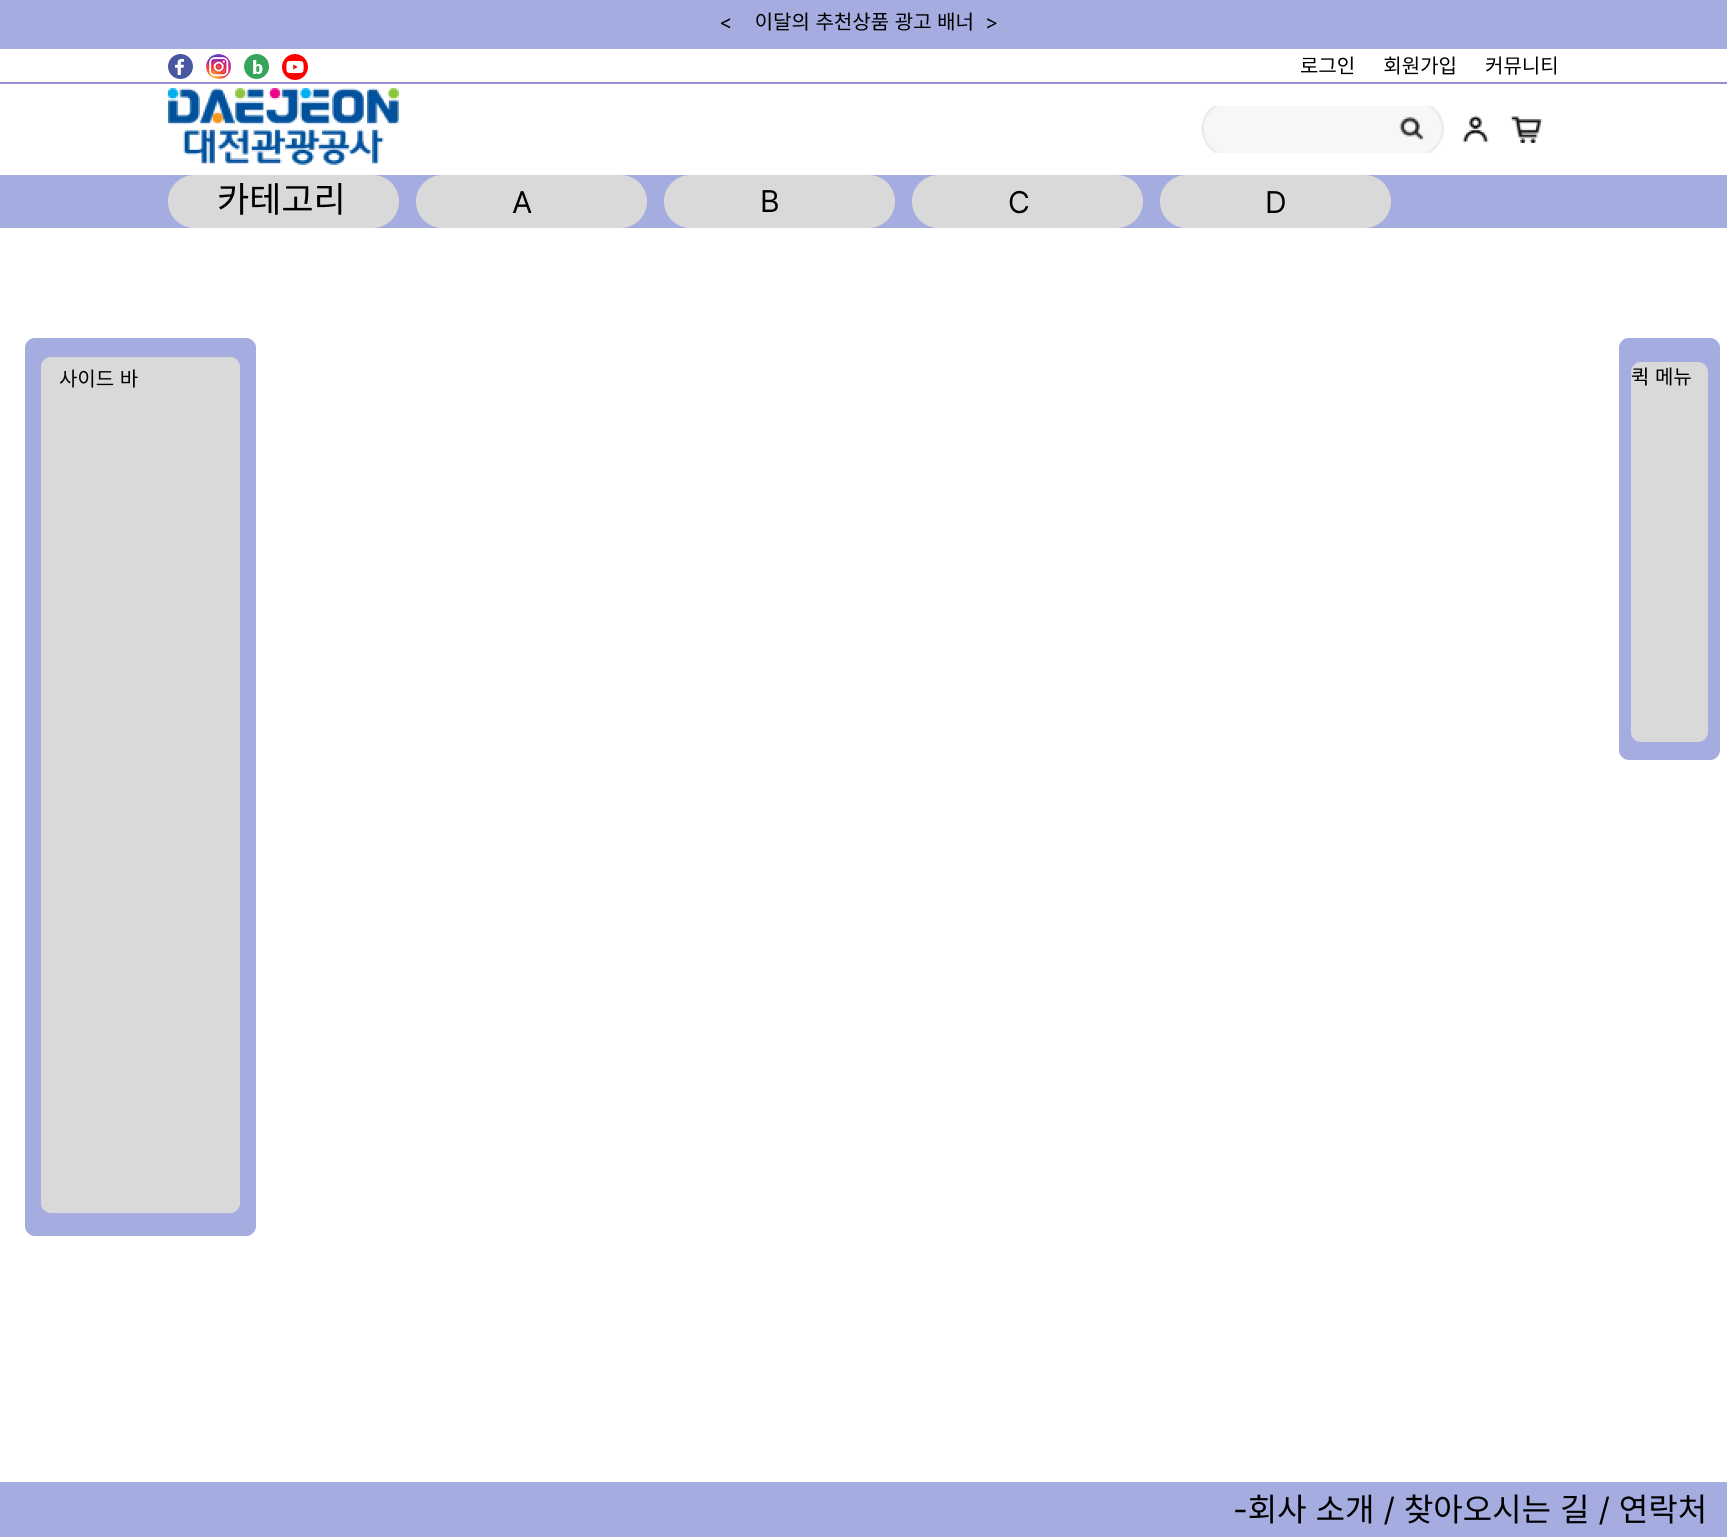 < 이달의 추천상품 광고 배너 >
b
로그인 회원가입 커뮤니티
DAEJEON
대전관광공사
카테고리 A B C D
사이드 바
퀵 메뉴
-회사 소개 / 찾아오시는 길 / 연락처